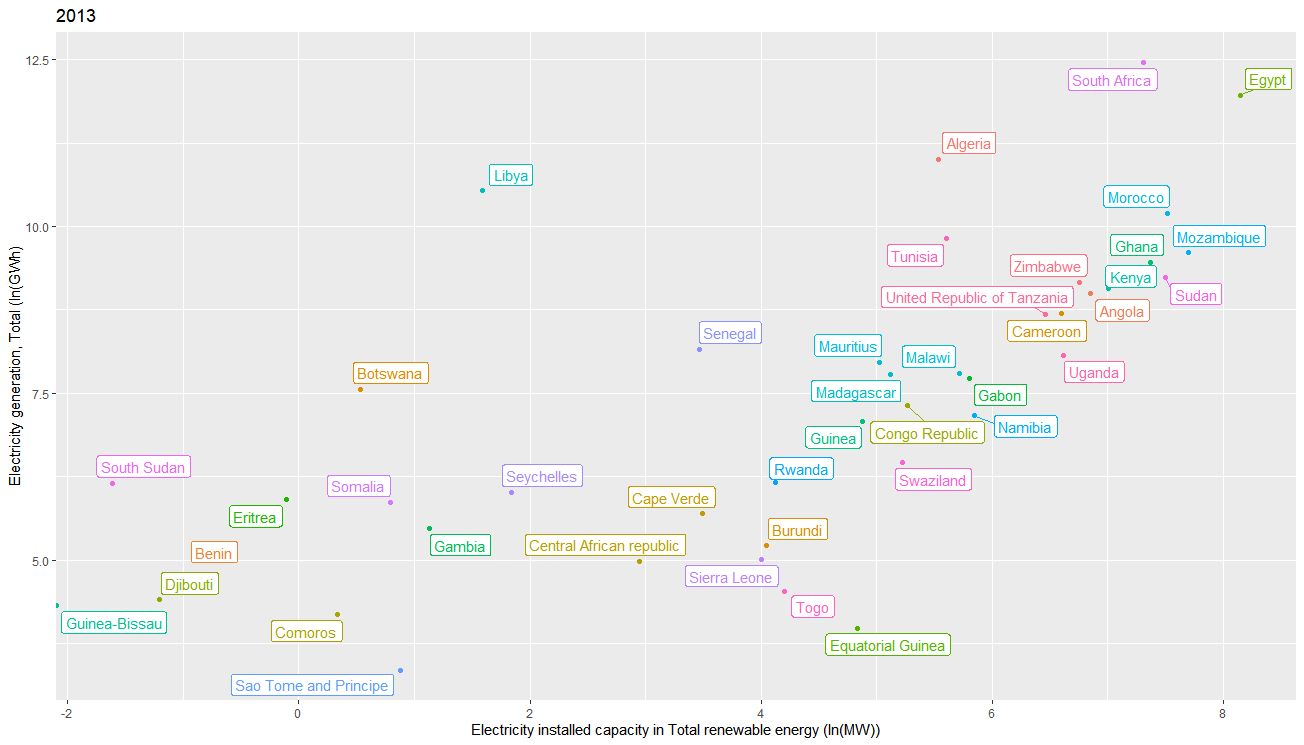 2013
12.5
10.0
7.5
5.0
Electricity generation, Total (ln(GWh)
South Africa
Egypt
Algeria
Libya
Morocco
Mozambique
Ghana
Tunisia
Zimbabwe
Kenya
Sudan
United Republic of Tanzania
Angola
Cameroon
Senegal
Mauritius
Malawi
Botswana
Uganda
Madagascar
Gabon
Namibia
Congo Republic
Guinea
South Sudan
Rwanda
Seychelles
Swaziland
Somalia
Cape Verde
Eritrea
Burundi
Gambia
Central African republic
Benin
Sierra Leone
Djibouti
Togo
Guinea-Bissau
Comoros
Equatorial Guinea
Sao Tome and Principe
-2
0
2
4
6
8
Electricity installed capacity in Total renewable energy (ln(MW))